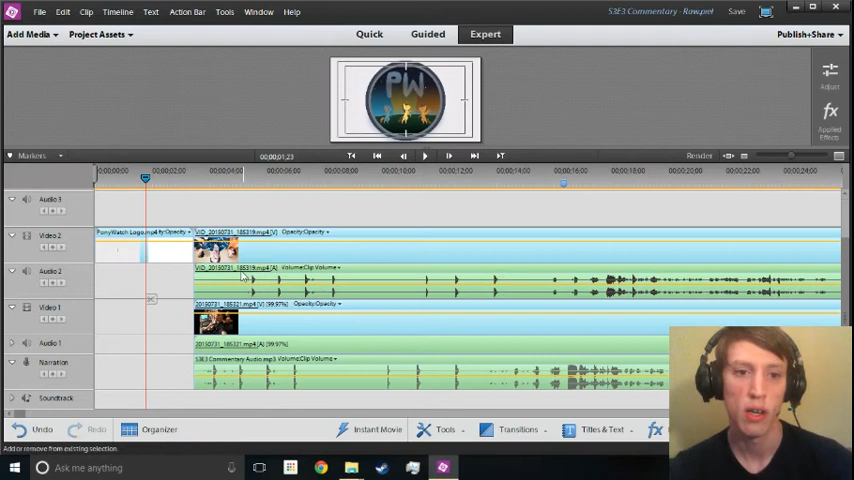 File Edit Clip Timeline Text Action Bar Tools Window Help
S3E3 Commentary - Raw.prel Save
Add Media Project Assets Quick Guided Expert Publish+Share
PW
Adjust
Applied Effects
Markers 00;00;01;23 Render
;00;00;00;00 00;00;02;00 00;00;04;00 00;00;06;00 00;00;08;00 00;00;10;00 00;00;12;00 00;00;14;00 00;00;16;00 00;00;18;00 00;00;20;00 00;00;22;00 00;00;24;00
Audio 3
Video 2 PonyWatch Logo.mp4 ty:Opacity VID_20150731_185319.mp4 [V] Opacity:Opacity
Audio 2 VID_20150731_185319.mp4 [A] Volume:Clip Volume
Video 1 20150731_185321.mp4 [V] [99.97%] Opacity:Opacity
Audio 1 20150731_185321.mp4 [A] [99.97%]
Narration S3E3 Commentary Audio.mp3 Volume:Clip Volume
Soundtrack
Undo Redo Organizer Instant Movie Tools Transitions Titles & Text fx
Add or remove from existing selection.
Ask me anything